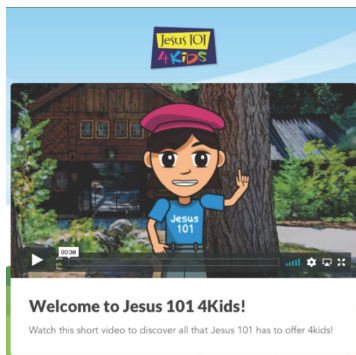 Jesus 101
4KiDS
Jesus
101
00:38
Welcome to Jesus 101 4Kids!
Watch this short video to discover all that Jesus 101 has to offer 4kids!